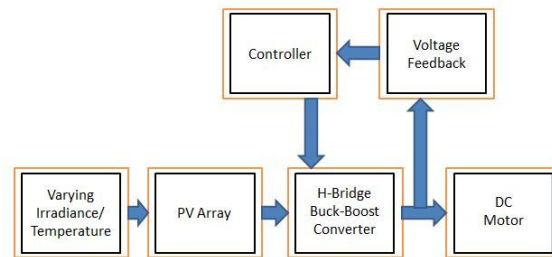 Controller
Voltage
Feedback
Varying
Irradiance/
Temperature
PV Array
H-Bridge
Buck-Boost
Converter
DC
Motor